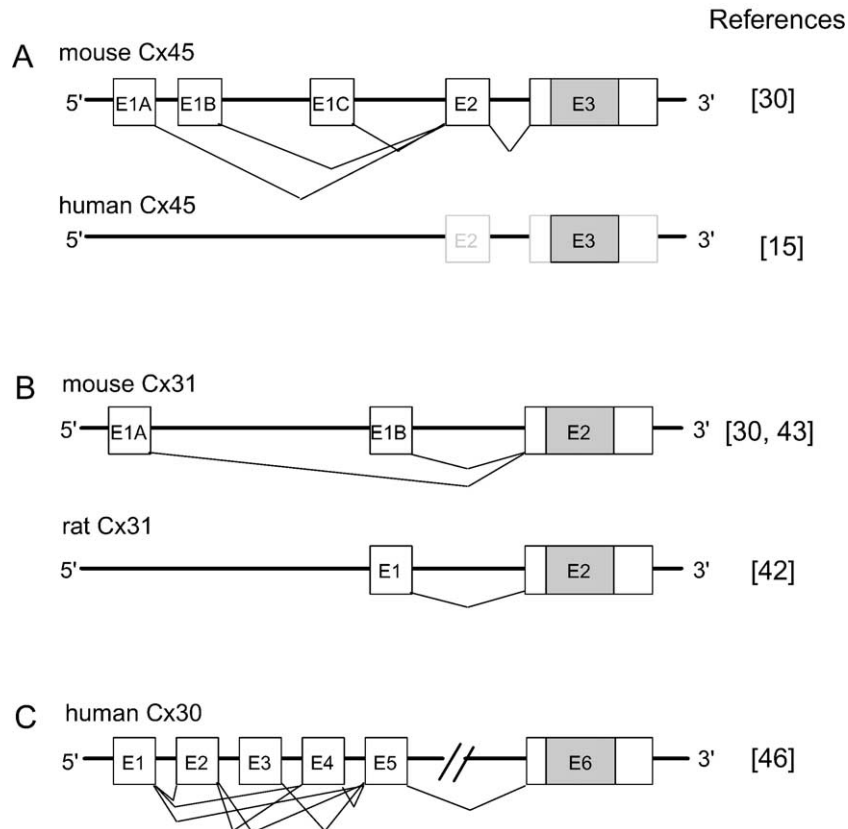 References
A
mouse Cx45
5' E1A E1B E1C E2 E3 3' [30]
human Cx45
5' E2 E3 3' [15]
B
mouse Cx31
5' E1A E1B E2 3' [30, 43]
rat Cx31
5' E1 E2 3' [42]
C
human Cx30
5' E1 E2 E3 E4 E5 E6 3' [46]